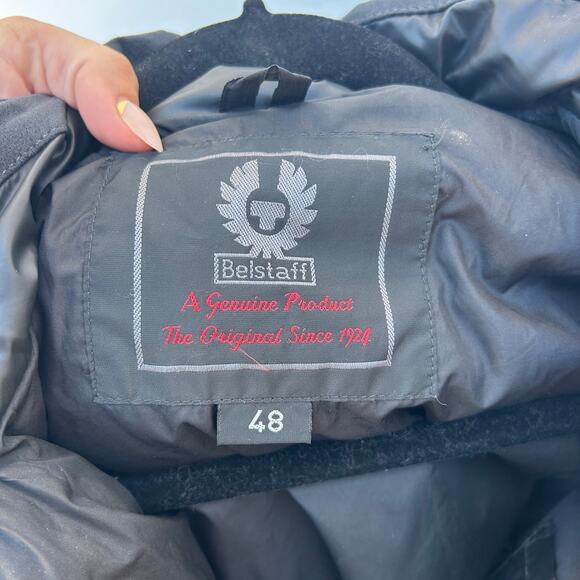 Belstaff
A Genuine Product
The Original Since 1924
48